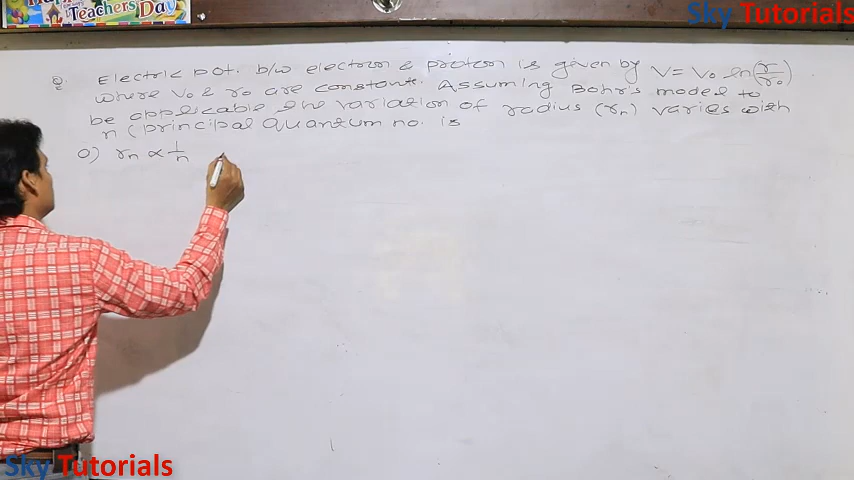 Teachers Day
Sky Tutorials
Q. Electric pot. b/w electron & proton is given by V = V₀ ln(r/r₀)
where V₀ & r₀ are constant. Assuming Bohr's model to
be applicable the variation of radius (rₙ) varies with
n (principal quantum no. is
a) rₙ ∝ 1/n
Sky Tutorials